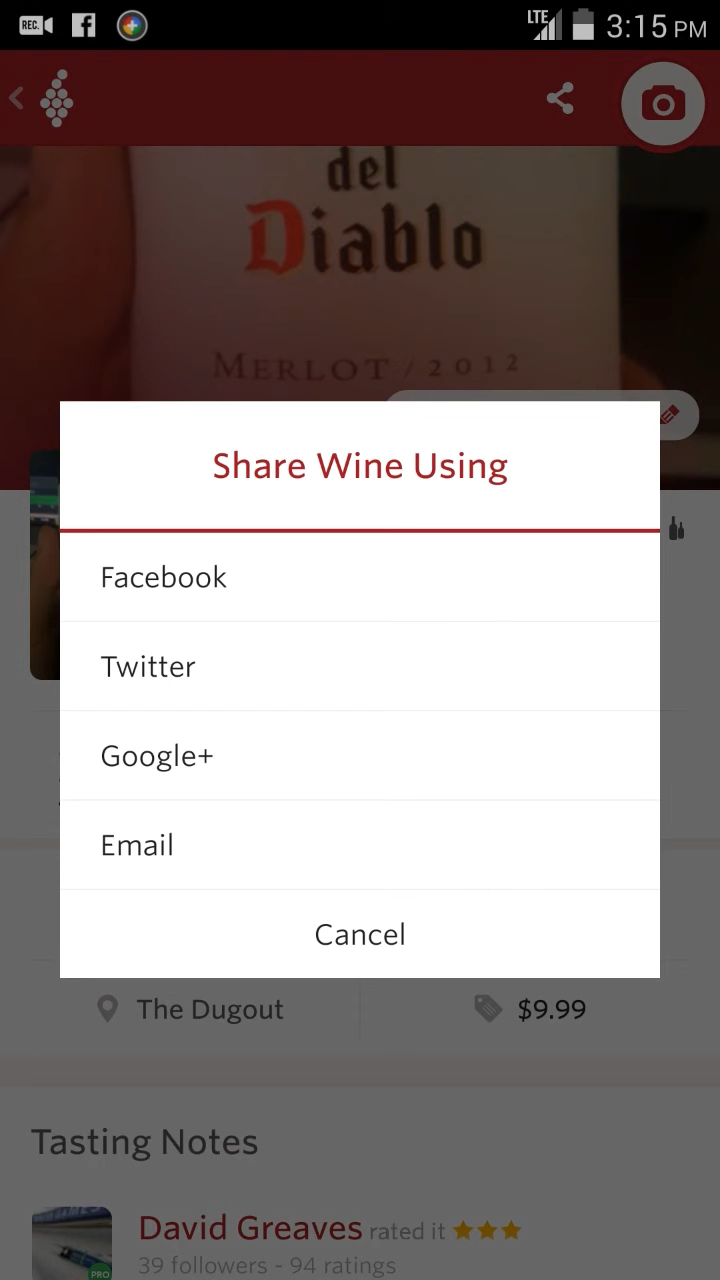 REC.
LTE
3:15 PM
del
Diablo
MERLOT / 2012
Share Wine Using
Facebook
Twitter
Google+
Email
Cancel
The Dugout
$9.99
Tasting Notes
David Greaves rated it
39 followers - 94 ratings
PRO